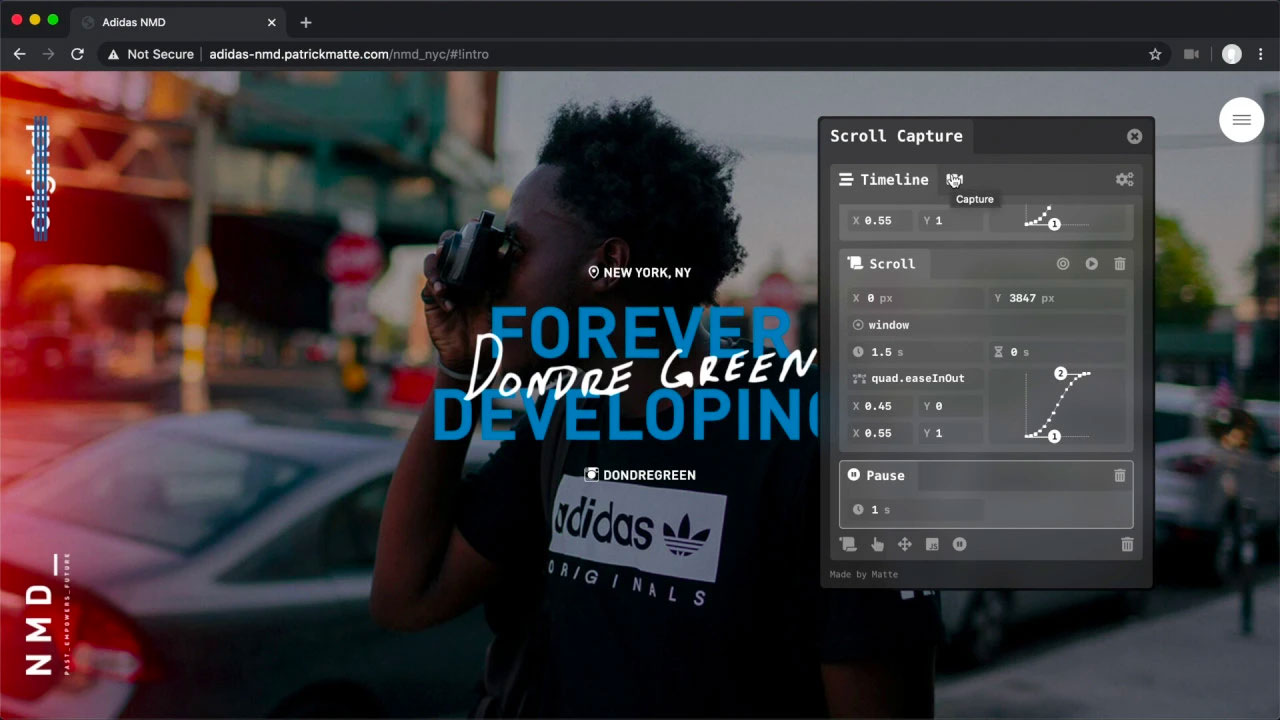 Adidas NMD
Not Secure
adidas-nmd.patrickmatte.com/nmd_nyc/#!intro
original
NEW YORK, NY
FOREVER
DONDRE GREEN
DEVELOPING
DONDREGREEN
adidas
ORIGINALS
NMD
PAST_EMPOWERS_FUTURE
Scroll Capture
Timeline
Capture
X 0.55 Y 1
1
Scroll
X 0 px Y 3847 px
window
1.5 s 0 s
quad.easeInOut
2
X 0.45 Y 0
X 0.55 Y 1
1
Pause
1 s
JS
Made by Matte